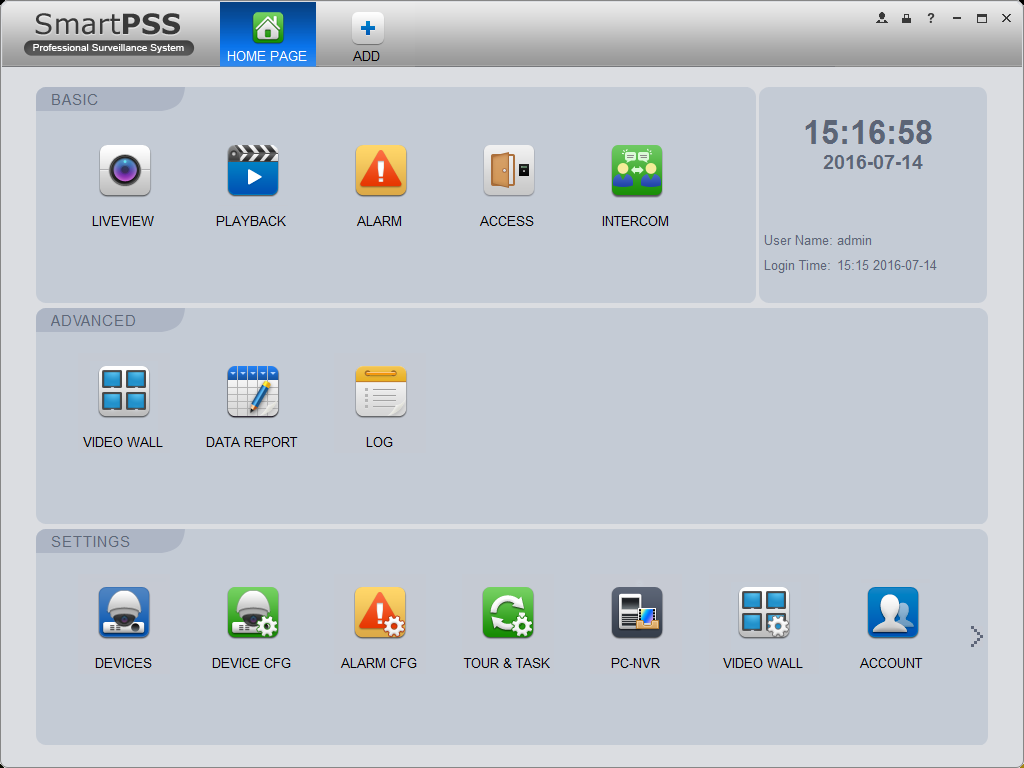 SmartPSS
Professional Surveillance System
HOME PAGE
ADD
?
BASIC
LIVEVIEW
PLAYBACK
ALARM
ACCESS
INTERCOM
15:16:58
2016-07-14
User Name: admin
Login Time: 15:15 2016-07-14
ADVANCED
VIDEO WALL
DATA REPORT
LOG
SETTINGS
DEVICES
DEVICE CFG
ALARM CFG
TOUR & TASK
PC-NVR
VIDEO WALL
ACCOUNT